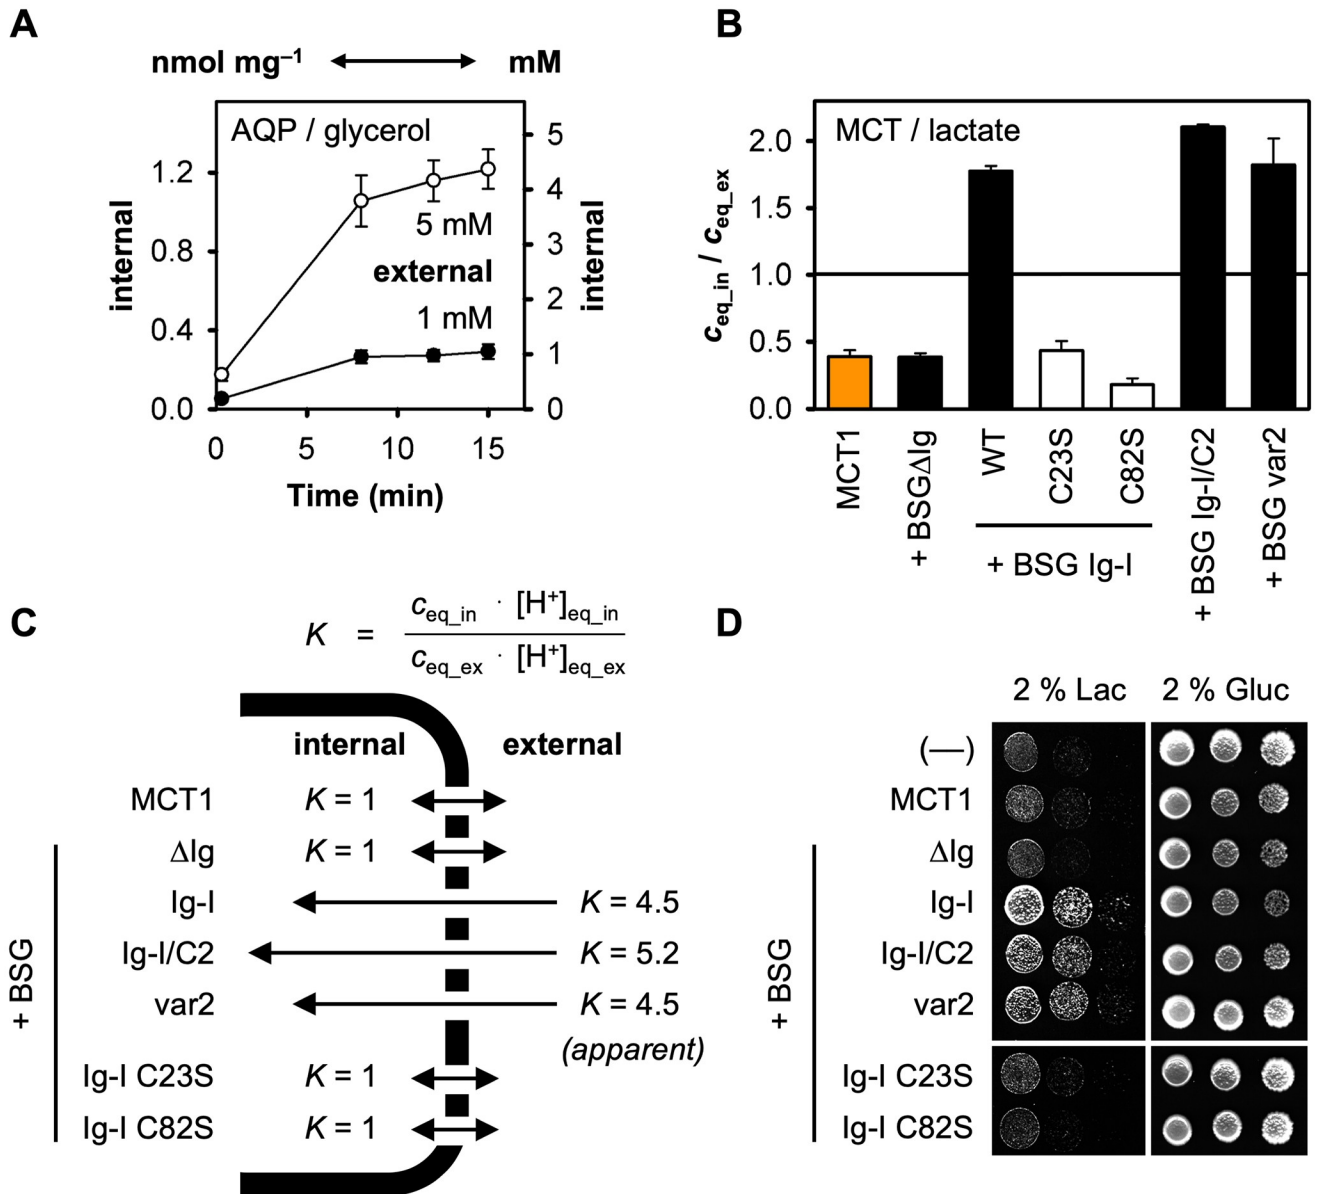 A
nmol mg⁻¹ mM
AQP / glycerol
5 mM
external
1 mM
internal
internal
1.2
0.8
0.4
0.0
5
4
3
2
1
0
0 5 10 15
Time (min)
B
MCT / lactate
c_eq_in / c_eq_ex
2.0
1.5
1.0
0.5
0.0
MCT1
+ BSGΔIg
WT
C23S
C82S
+ BSG Ig-I
+ BSG Ig-I/C2
+ BSG var2
C
K = c_eq_in · [H⁺]_eq_in
c_eq_ex · [H⁺]_eq_ex
internal external
MCT1 K = 1
ΔIg K = 1
Ig-I K = 4.5
Ig-I/C2 K = 5.2
var2 K = 4.5
(apparent)
Ig-I C23S K = 1
Ig-I C82S K = 1
+ BSG
D
2 % Lac 2 % Gluc
(—)
MCT1
ΔIg
Ig-I
Ig-I/C2
var2
Ig-I C23S
Ig-I C82S
+ BSG